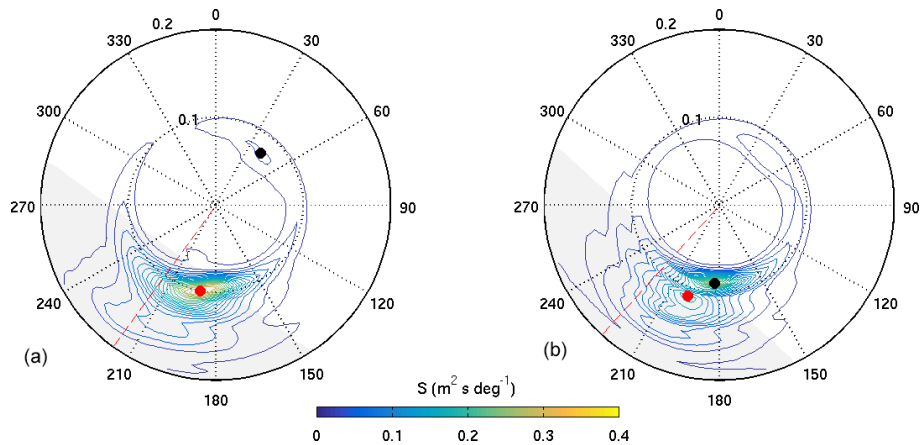 0 0
330 0.2 30 330 0.2 30
300 0.1 60 300 0.1 60
270 90 270 90
240 120 240 120
(a) 210 150 (b) 210 150
180 180
S (m² s deg⁻¹)
0 0.1 0.2 0.3 0.4